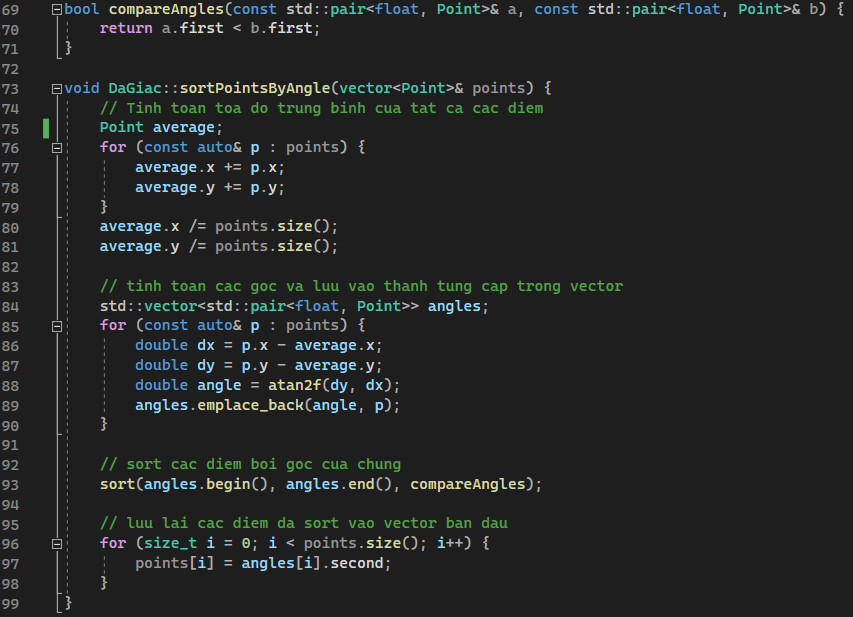 69 bool compareAngles(const std::pair<float, Point>& a, const std::pair<float, Point>& b) {
70     return a.first < b.first;
71 }
72
73 void DaGiac::sortPointsByAngle(vector<Point>& points) {
74     // Tinh toan toa do trung binh cua tat ca cac diem
75     Point average;
76     for (const auto& p : points) {
77         average.x += p.x;
78         average.y += p.y;
79     }
80     average.x /= points.size();
81     average.y /= points.size();
82
83     // tinh toan cac goc va luu vao thanh tung cap trong vector
84     std::vector<std::pair<float, Point>> angles;
85     for (const auto& p : points) {
86         double dx = p.x - average.x;
87         double dy = p.y - average.y;
88         double angle = atan2f(dy, dx);
89         angles.emplace_back(angle, p);
90     }
91
92     // sort cac diem boi goc cua chung
93     sort(angles.begin(), angles.end(), compareAngles);
94
95     // luu lai cac diem da sort vao vector ban dau
96     for (size_t i = 0; i < points.size(); i++) {
97         points[i] = angles[i].second;
98     }
99 }